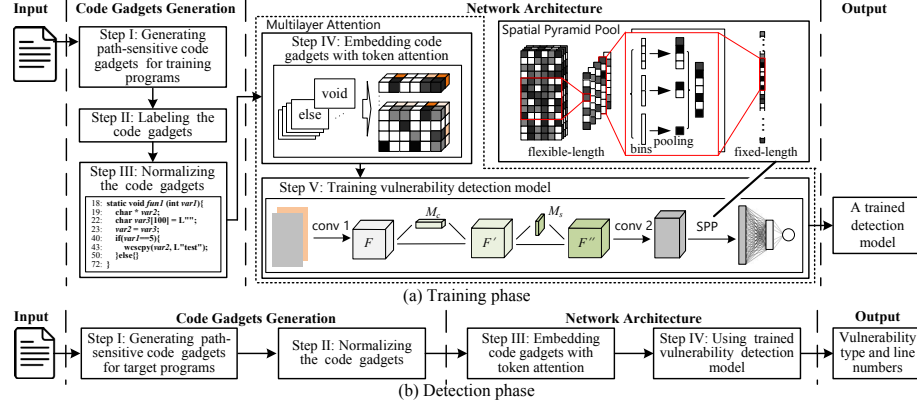 Input
Code Gadgets Generation
Network Architecture
Output
Step I: Generating
path-sensitive code
gadgets for training
programs
Step II: Labeling the
code gadgets
Step III: Normalizing
the code gadgets
18: static void fun1 (int var1){
19: char * var2;
22: char var3[100] = L"";
23: var2 = var3;
40: if(var1==5){
43: wcscpy(var2, L"test");
50: }else{}
72: }
Multilayer Attention
Step IV: Embedding code
gadgets with token attention
void
else
...
Spatial Pyramid Pool
flexible-length
bins
pooling
fixed-length
Step V: Training vulnerability detection model
conv 1
F
M_c
F'
M_s
F''
conv 2
SPP
A trained
detection
model
(a) Training phase
Input
Code Gadgets Generation
Network Architecture
Output
Step I: Generating path-
sensitive code gadgets
for target programs
Step II: Normalizing
the code gadgets
Step III: Embedding
code gadgets with
token attention
Step IV: Using trained
vulnerability detection
model
Vulnerability
type and line
numbers
(b) Detection phase